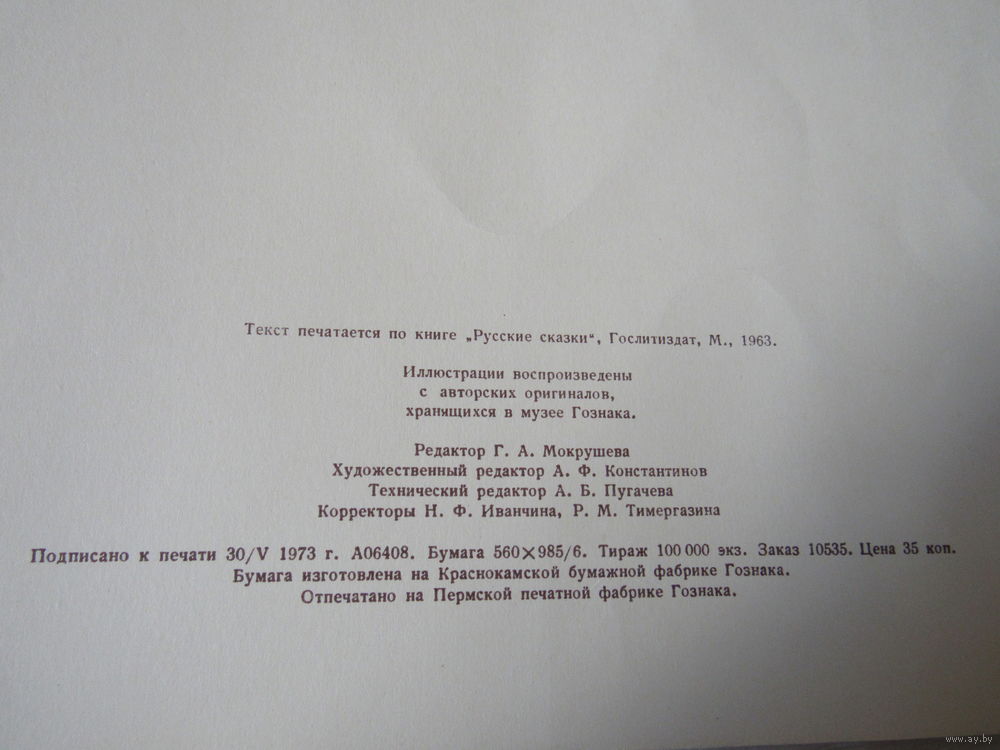 Текст печатается по книге „Русские сказки“, Гослитиздат, М., 1963.
Иллюстрации воспроизведены
с авторских оригиналов,
хранящихся в музее Гознака.
Редактор Г. А. Мокрушева
Художественный редактор А. Ф. Константинов
Технический редактор А. Б. Пугачева
Корректоры Н. Ф. Иванчина, Р. М. Тимергазина
Подписано к печати 30/V 1973 г. А06408. Бумага 560×985/6. Тираж 100 000 экз. Заказ 10535. Цена 35 коп.
Бумага изготовлена на Краснокамской бумажной фабрике Гознака.
Отпечатано на Пермской печатной фабрике Гознака.
www.ay.by